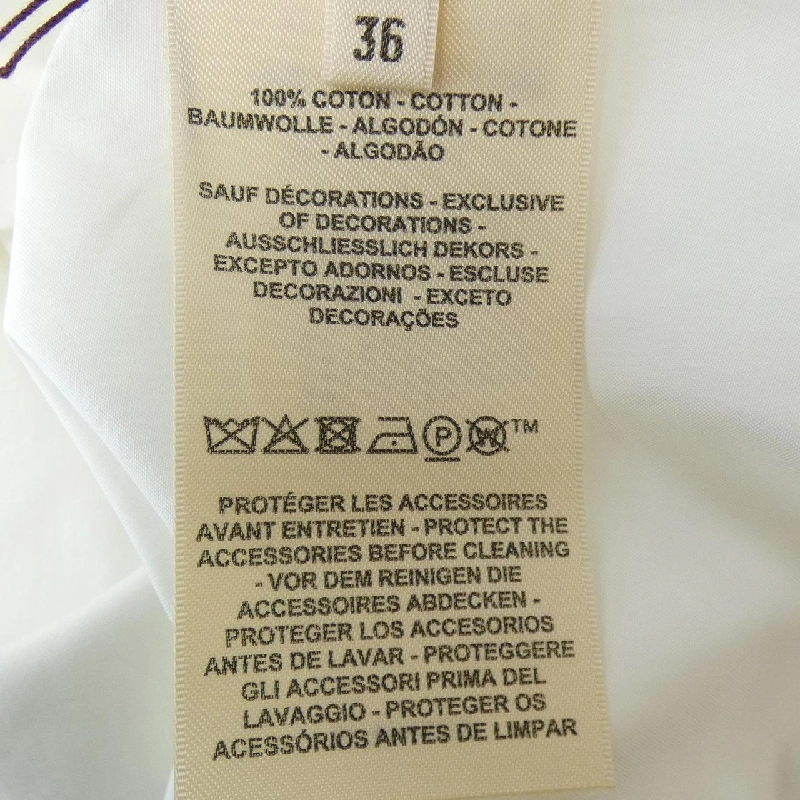 36
100% COTON - COTTON -
BAUMWOLLE - ALGODÓN - COTONE
- ALGODÃO
SAUF DÉCORATIONS - EXCLUSIVE
OF DECORATIONS -
AUSSCHLIESSLICH DEKORS -
EXCEPTO ADORNOS - ESCLUSE
DECORAZIONI - EXCETO
DECORAÇÕES
P W TM
PROTÉGER LES ACCESSOIRES
AVANT ENTRETIEN - PROTECT THE
ACCESSORIES BEFORE CLEANING
- VOR DEM REINIGEN DIE
ACCESSOIRES ABDECKEN -
PROTEGER LOS ACCESORIOS
ANTES DE LAVAR - PROTEGGERE
GLI ACCESSORI PRIMA DEL
LAVAGGIO - PROTEGER OS
ACESSÓRIOS ANTES DE LIMPAR